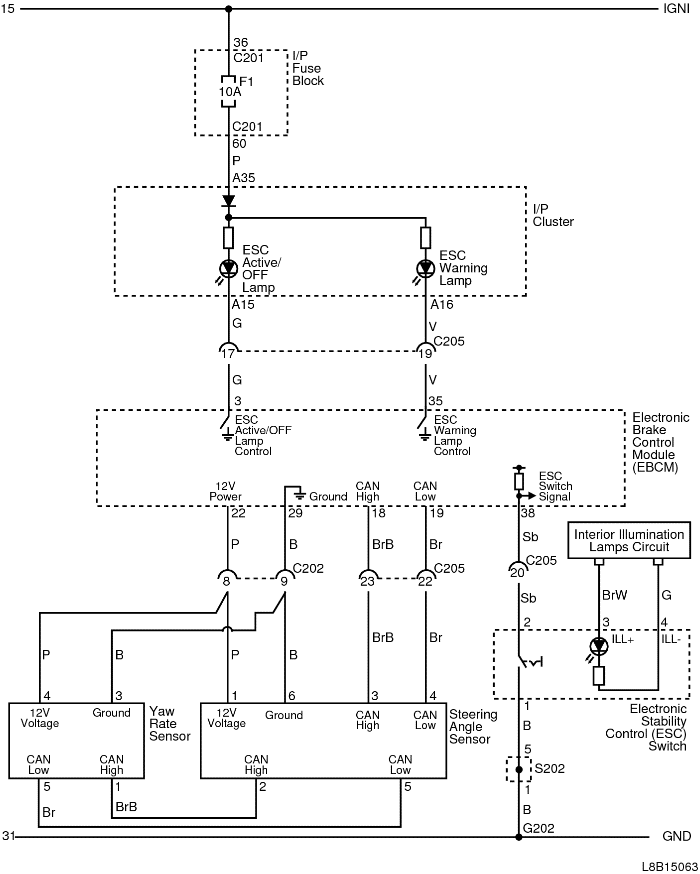 15
IGNI
36
C201
I/P
Fuse
Block
F1
10A
C201
60
P
A35
I/P
Cluster
ESC
Active/
OFF
Lamp
ESC
Warning
Lamp
A15
A16
G
V
C205
17
19
G
V
3
35
ESC
Active/OFF
Lamp
Control
ESC
Warning
Lamp
Control
Electronic
Brake
Control
Module
(EBCM)
12V
Power
Ground
CAN
High
CAN
Low
ESC
Switch
Signal
22
29
18
19
38
P
B
BrB
Br
Sb
Interior Illumination
Lamps Circuit
C202
C205
C205
8
9
23
22
20
Sb
BrW
G
2
3
4
ILL+
ILL-
P
B
P
B
BrB
Br
4
3
1
6
3
4
12V
Voltage
Ground
Yaw
Rate
Sensor
12V
Voltage
Ground
CAN
High
CAN
Low
Steering
Angle
Sensor
CAN
Low
CAN
High
CAN
High
CAN
Low
5
1
2
5
Br
BrB
1
B
Electronic
Stability
Control (ESC)
Switch
5
S202
1
B
G202
31
GND
L8B15063